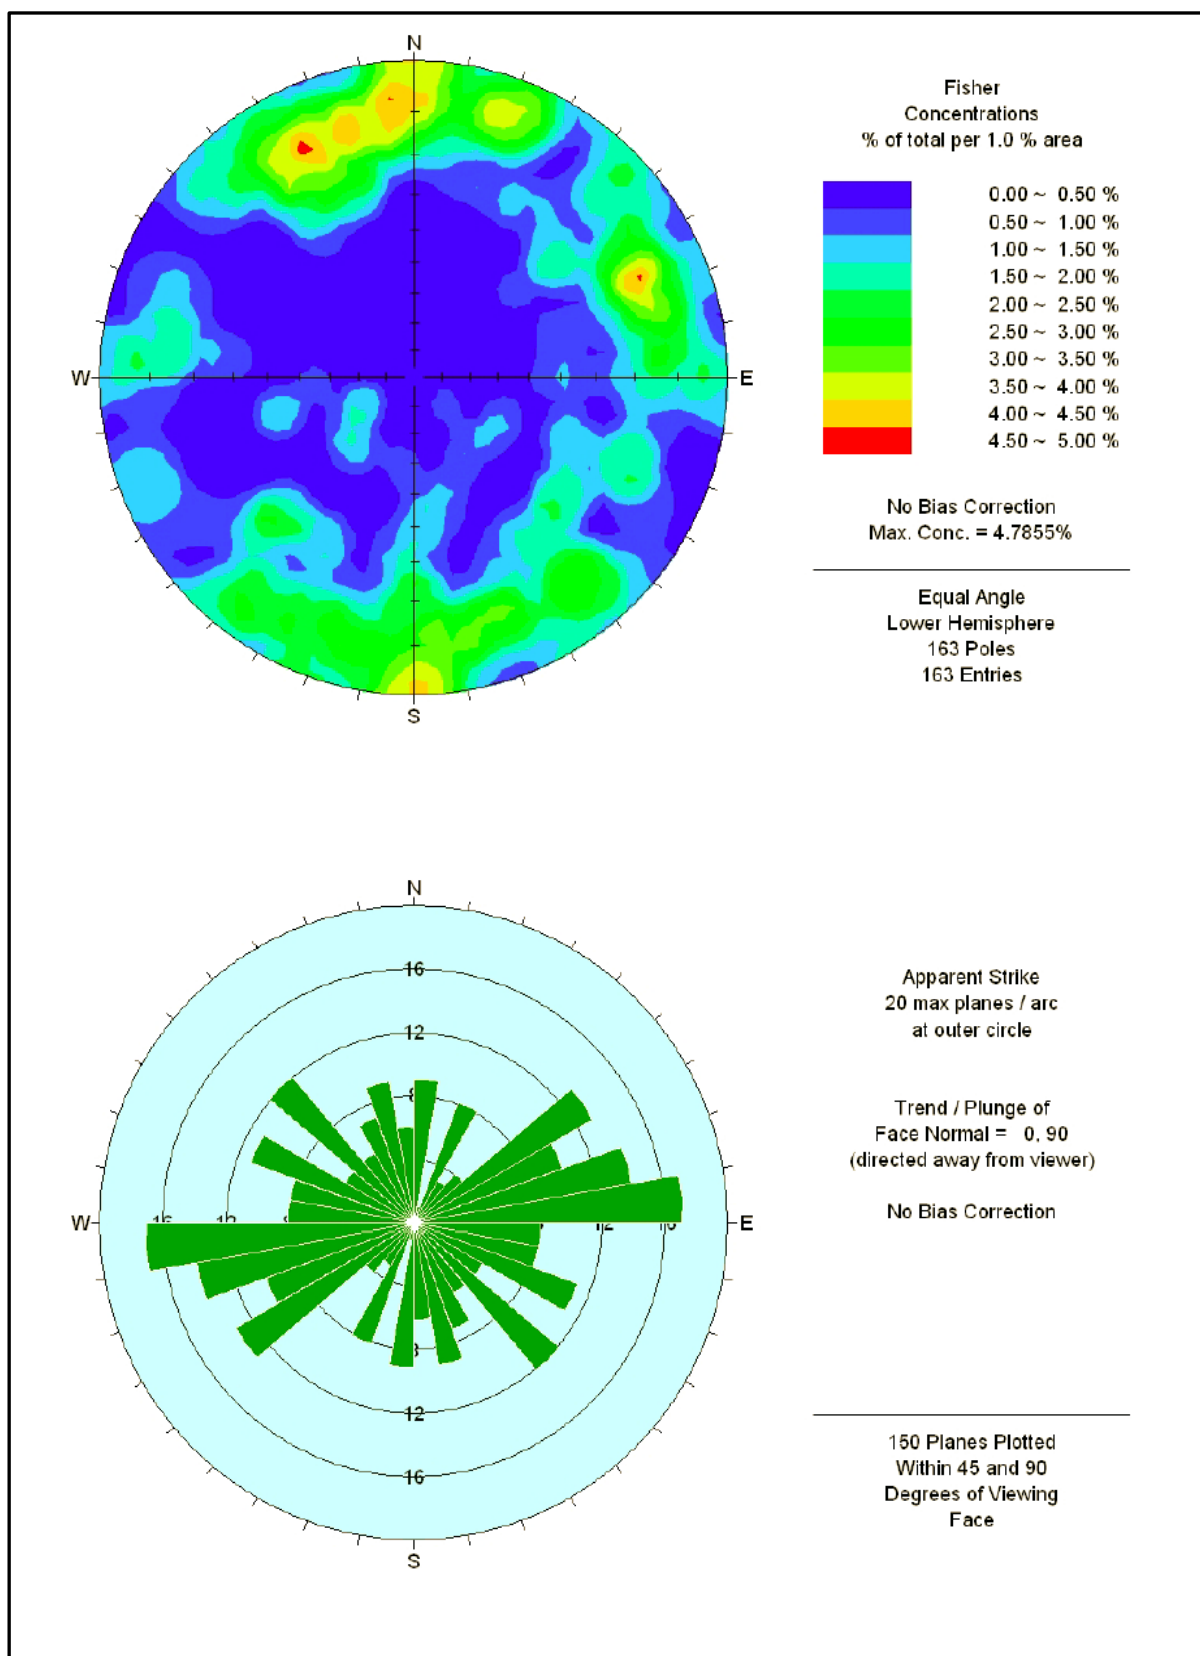 N
W
E
S
Fisher
Concentrations
% of total per 1.0 % area
0.00 ~ 0.50 %
0.50 ~ 1.00 %
1.00 ~ 1.50 %
1.50 ~ 2.00 %
2.00 ~ 2.50 %
2.50 ~ 3.00 %
3.00 ~ 3.50 %
3.50 ~ 4.00 %
4.00 ~ 4.50 %
4.50 ~ 5.00 %
No Bias Correction
Max. Conc. = 4.7855%
Equal Angle
Lower Hemisphere
163 Poles
163 Entries
N
16
12
8
W
E
12
16
8
12
16
S
Apparent Strike
20 max planes / arc
at outer circle
Trend / Plunge of
Face Normal = 0, 90
(directed away from viewer)
No Bias Correction
150 Planes Plotted
Within 45 and 90
Degrees of Viewing
Face